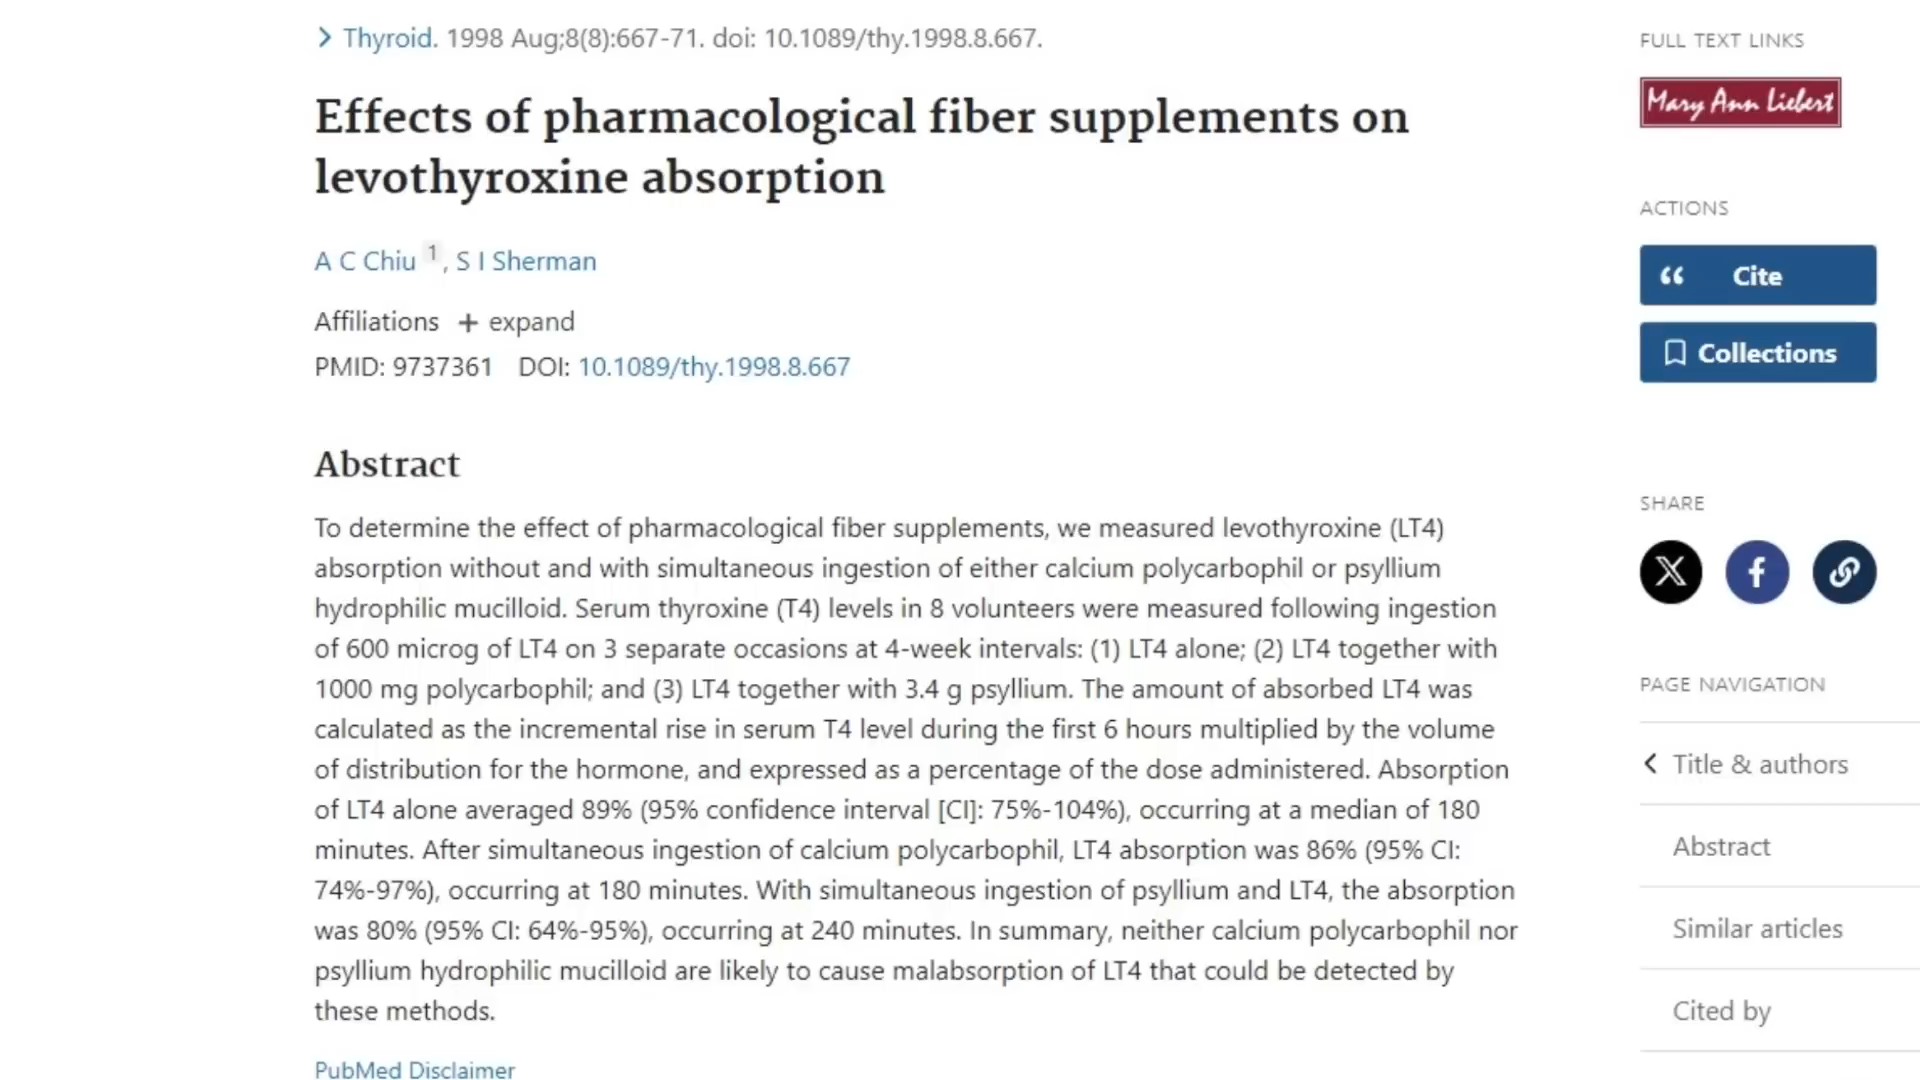 Thyroid. 1998 Aug;8(8):667-71. doi: 10.1089/thy.1998.8.667.
Effects of pharmacological fiber supplements on
levothyroxine absorption
A C Chiu 1, S I Sherman
Affiliations + expand
PMID: 9737361 DOI: 10.1089/thy.1998.8.667
Abstract
To determine the effect of pharmacological fiber supplements, we measured levothyroxine (LT4)
absorption without and with simultaneous ingestion of either calcium polycarbophil or psyllium
hydrophilic mucilloid. Serum thyroxine (T4) levels in 8 volunteers were measured following ingestion
of 600 microg of LT4 on 3 separate occasions at 4-week intervals: (1) LT4 alone; (2) LT4 together with
1000 mg polycarbophil; and (3) LT4 together with 3.4 g psyllium. The amount of absorbed LT4 was
calculated as the incremental rise in serum T4 level during the first 6 hours multiplied by the volume
of distribution for the hormone, and expressed as a percentage of the dose administered. Absorption
of LT4 alone averaged 89% (95% confidence interval [CI]: 75%-104%), occurring at a median of 180
minutes. After simultaneous ingestion of calcium polycarbophil, LT4 absorption was 86% (95% CI:
74%-97%), occurring at 180 minutes. With simultaneous ingestion of psyllium and LT4, the absorption
was 80% (95% CI: 64%-95%), occurring at 240 minutes. In summary, neither calcium polycarbophil nor
psyllium hydrophilic mucilloid are likely to cause malabsorption of LT4 that could be detected by
these methods.
PubMed Disclaimer
FULL TEXT LINKS
Mary Ann Liebert
ACTIONS
Cite
Collections
SHARE
PAGE NAVIGATION
Title & authors
Abstract
Similar articles
Cited by